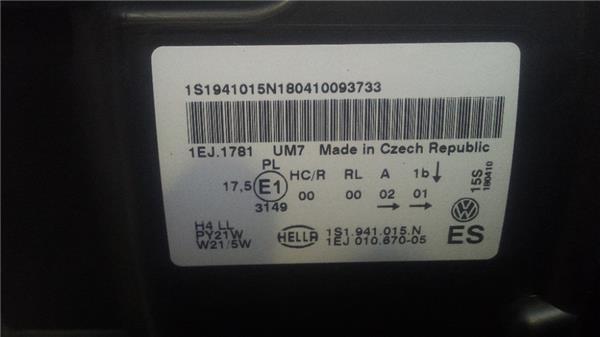 1S1941015N180410093733
1EJ.1781 UM7 Made in Czech Republic
PL
HC/R RL A 1b
17,5 E1 00 00 02 01
3149
15S
180410
H4 LL
PY21W
W21/5W
HELLA
1S1.941.015.N
1EJ 010.670-05
VW
ES